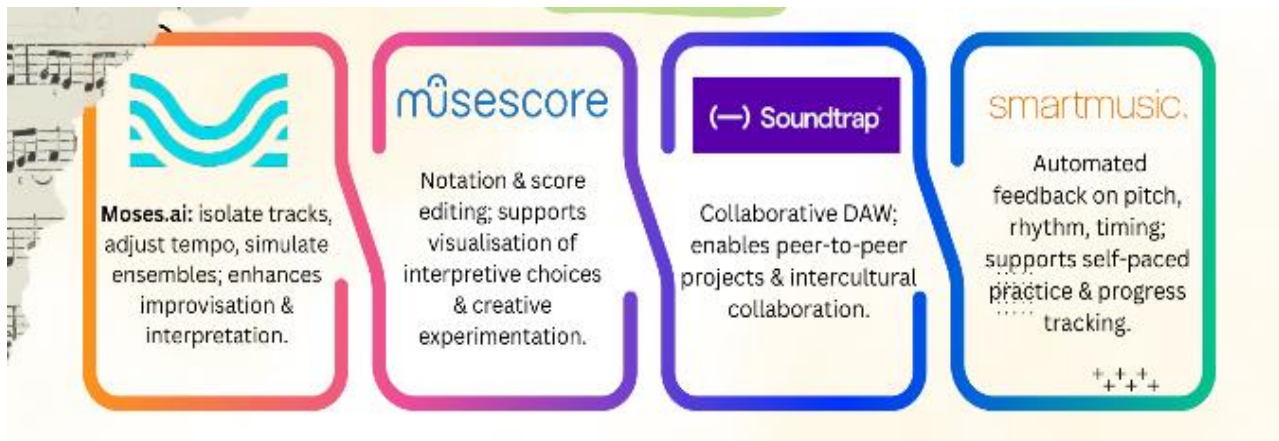 Moses.ai: isolate tracks,
adjust tempo, simulate
ensembles; enhances
improvisation &
interpretation.
musescore
Notation & score
editing; supports
visualisation of
interpretive choices
& creative
experimentation.
(—) Soundtrap
Collaborative DAW;
enables peer-to-peer
projects & intercultural
collaboration.
smartmusic.
Automated
feedback on pitch,
rhythm, timing;
supports self-paced
practice & progress
tracking.